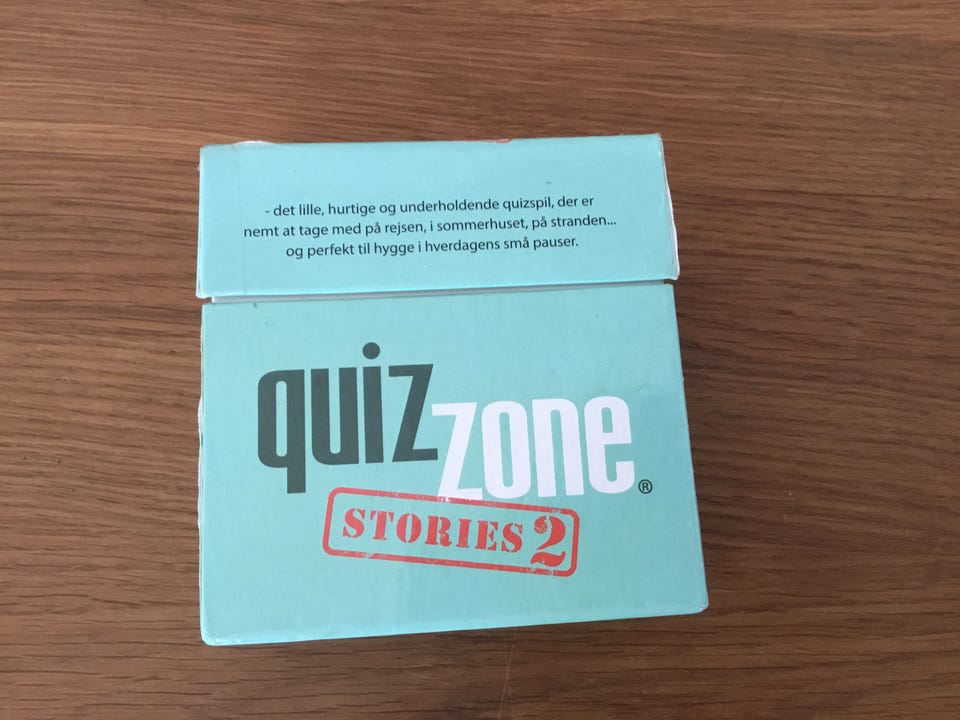 - det lille, hurtige og underholdende quizspil, der er
nemt at tage med på rejsen, i sommerhuset, på stranden...
og perfekt til hygge i hverdagens små pauser.
quiz
zone®
STORIES 2